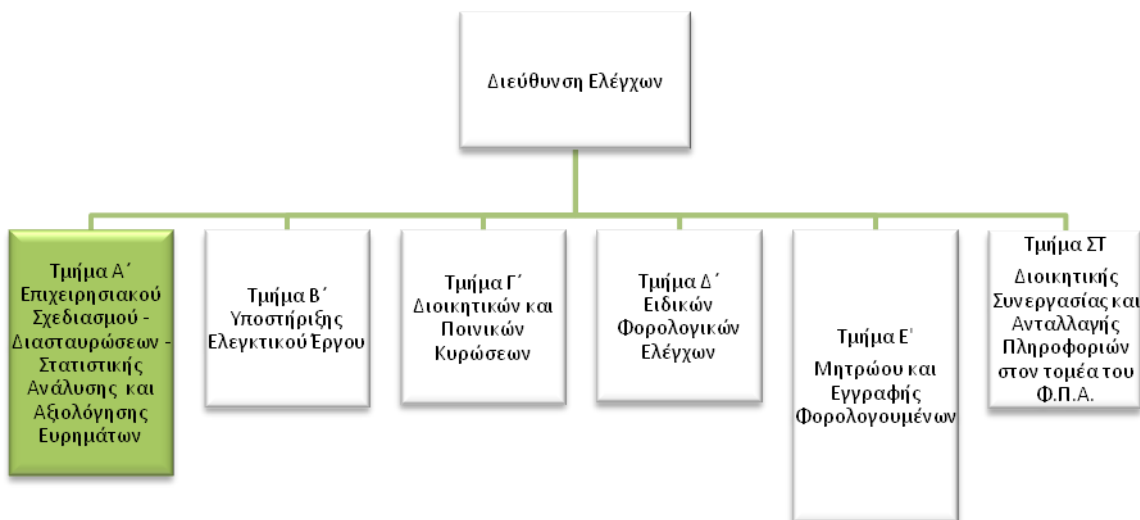 Διεύθυνση Ελέγχων
Τμήμα Α΄
Επιχειρησιακού
Σχεδιασμού -
Διασταυρώσεων -
Στατιστικής
Ανάλυσης και
Αξιολόγησης
Ευρημάτων
Τμήμα Β΄
Υποστήριξης
Ελεγκτικού Έργου
Τμήμα Γ΄
Διοικητικών και
Ποινικών
Κυρώσεων
Τμήμα Δ΄
Ειδικών
Φορολογικών
Ελέγχων
Τμήμα Ε'
Μητρώου και
Εγγραφής
Φορολογουμένων
Τμήμα ΣΤ
Διοικητικής
Συνεργασίας και
Ανταλλαγής
Πληροφοριών
στον τομέα του
Φ.Π.Α.